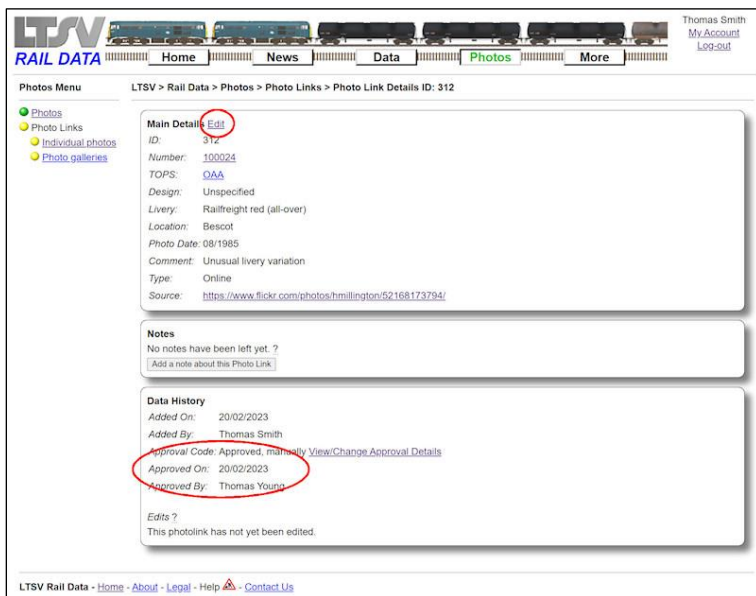 LTSV
RAIL DATA
Home
News
Data
Photos
More
Thomas Smith
My Account
Log-out
Photos Menu
Photos
Photo Links
Individual photos
Photo galleries
LTSV > Rail Data > Photos > Photo Links > Photo Link Details ID: 312
Main Details Edit
ID: 312
Number: 100024
TOPS: OAA
Design: Unspecified
Livery: Railfreight red (all-over)
Location: Bescot
Photo Date: 08/1985
Comment: Unusual livery variation
Type: Online
Source: https://www.flickr.com/photos/hmillington/52168173794/
Notes
No notes have been left yet. ?
Add a note about this Photo Link
Data History
Added On: 20/02/2023
Added By: Thomas Smith
Approval Code: Approved, manually View/Change Approval Details
Approved On: 20/02/2023
Approved By: Thomas Young
Edits ?
This photolink has not yet been edited.
LTSV Rail Data - Home - About - Legal - Help - Contact Us